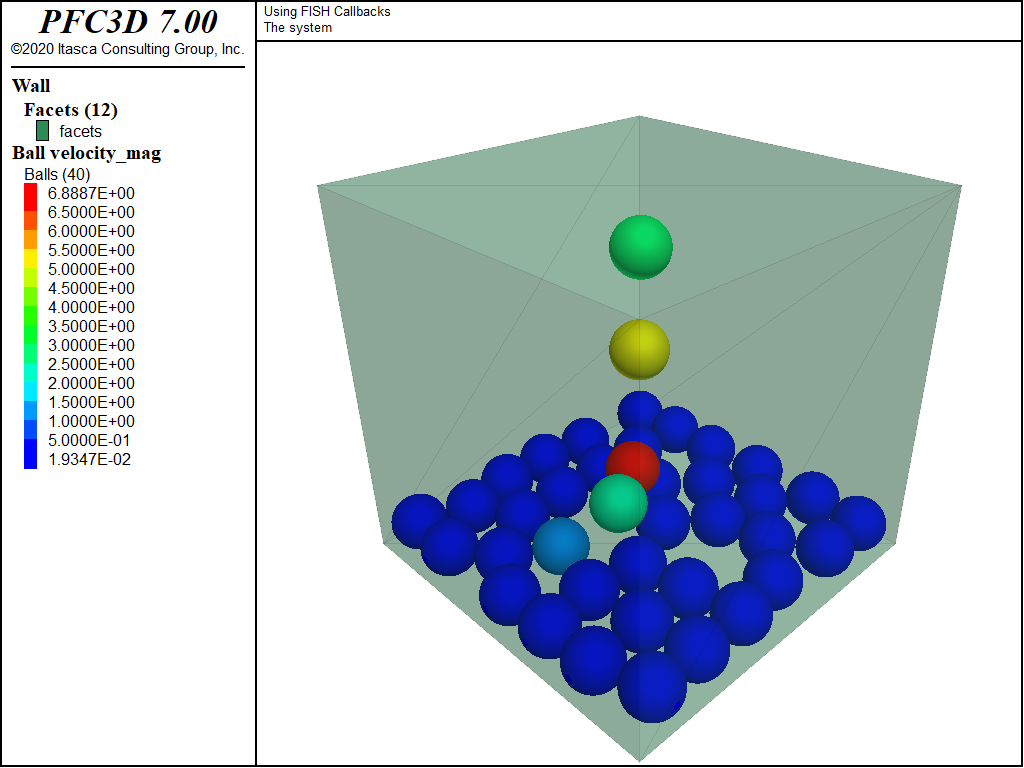 PFC3D 7.00
©2020 Itasca Consulting Group, Inc.
Wall
Facets (12)
facets
Ball velocity_mag
Balls (40)
6.8887E+00
6.5000E+00
6.0000E+00
5.5000E+00
5.0000E+00
4.5000E+00
4.0000E+00
3.5000E+00
3.0000E+00
2.5000E+00
2.0000E+00
1.5000E+00
1.0000E+00
5.0000E-01
1.9347E-02
Using FISH Callbacks
The system